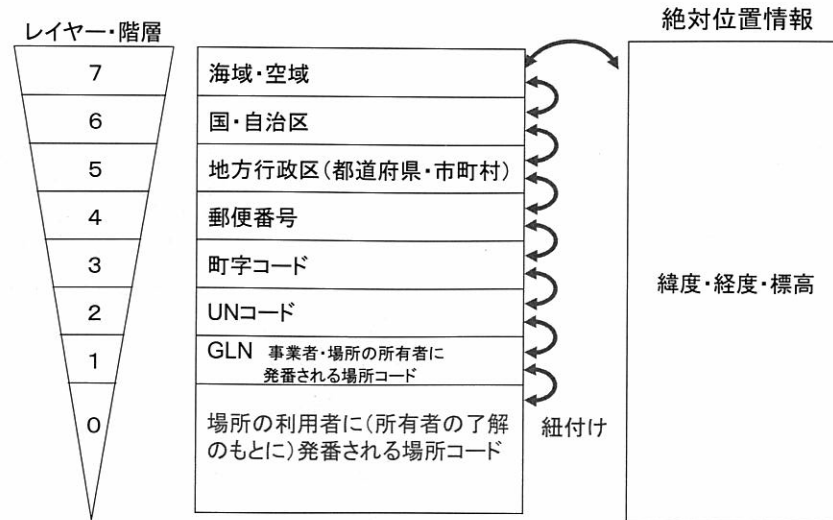 レイヤー・階層
絶対位置情報
7
海域・空域
6
国・自治区
5
地方行政区(都道府県・市町村)
4
郵便番号
3
町字コード
緯度・経度・標高
2
UNコード
1
GLN 事業者・場所の所有者に
発番される場所コード
0
場所の利用者に(所有者の了解
のもとに)発番される場所コード
紐付け